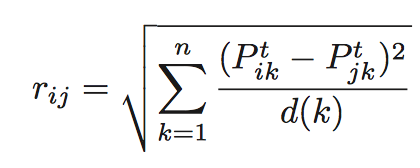 r_{ij} = \sqrt{\sum_{k=1}^{n} \frac{(P_{ik}^{t} - P_{jk}^{t})^2}{d(k)}}